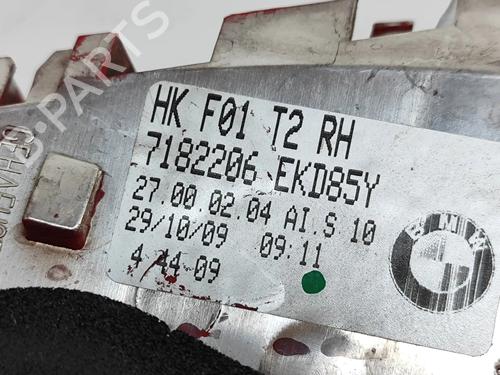 HK F01 T2 RH
7182206 EKD85Y
27.00 02.04 AI.S 10
29/10/09 09:11
4 44 09
BMW